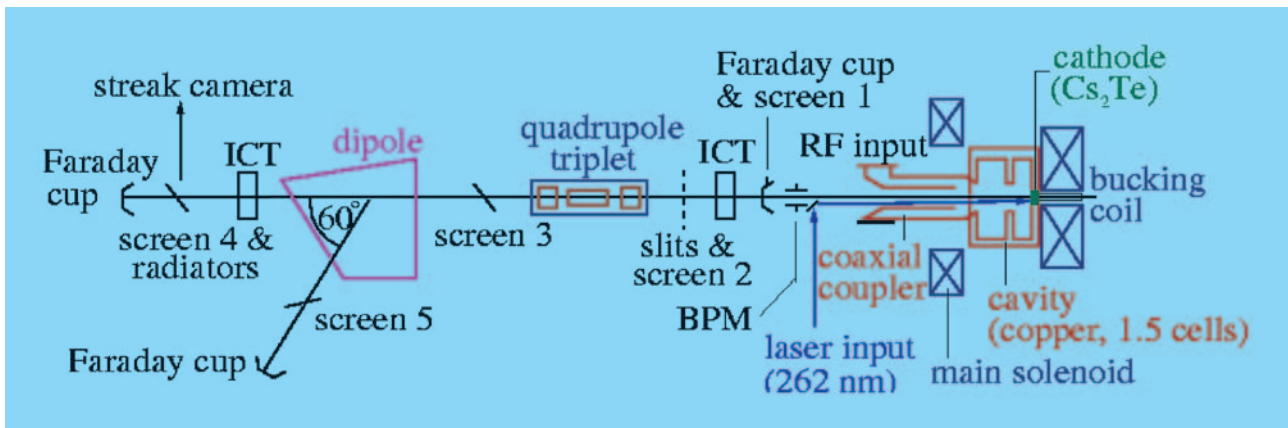 streak camera
Faraday
cup
ICT
dipole
60°
screen 4 &
radiators
screen 5
Faraday cup
screen 3
quadrupole
triplet
slits &
screen 2
ICT
Faraday cup
& screen 1
BPM
RF input
laser input
(262 nm)
coaxial
coupler
main solenoid
cavity
(copper, 1.5 cells)
cathode
(Cs₂Te)
bucking
coil